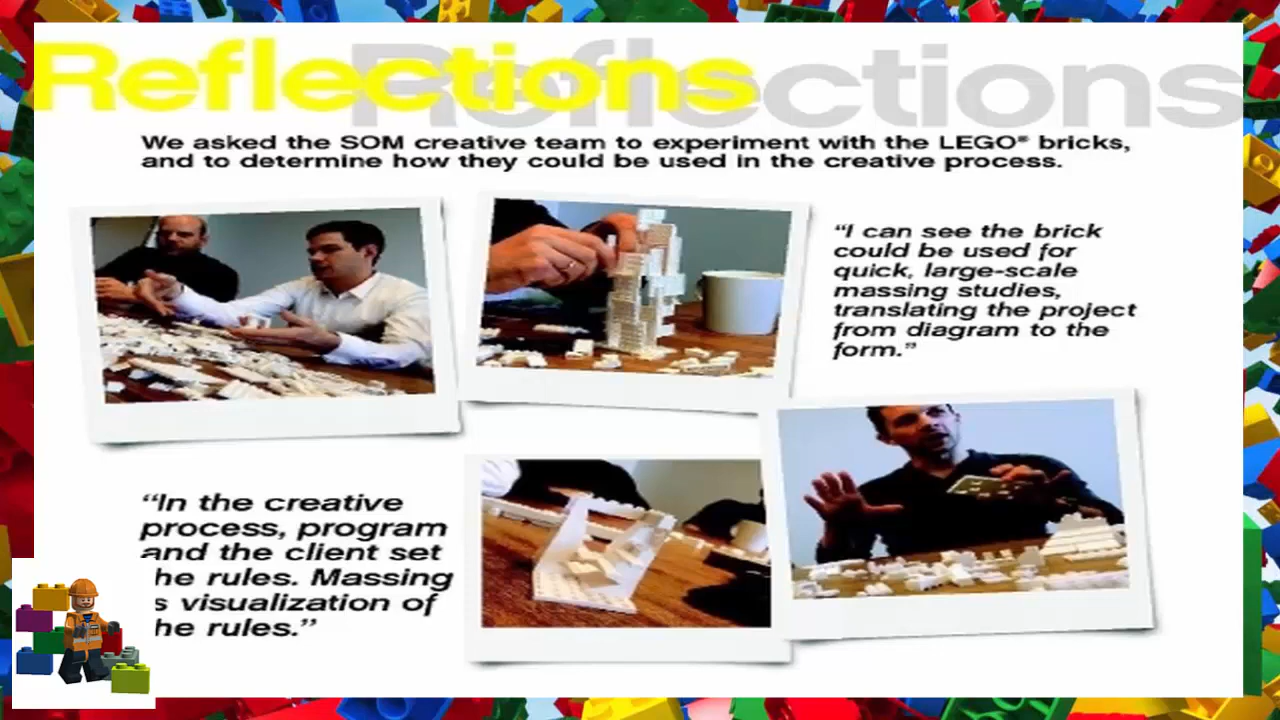 Reflections
Reflections
We asked the SOM creative team to experiment with the LEGO® bricks,
and to determine how they could be used in the creative process.
“I can see the brick
could be used for
quick, large-scale
massing studies,
translating the project
from diagram to the
form.”
“In the creative
process, program
and the client set
he rules. Massing
s visualization of
he rules.”